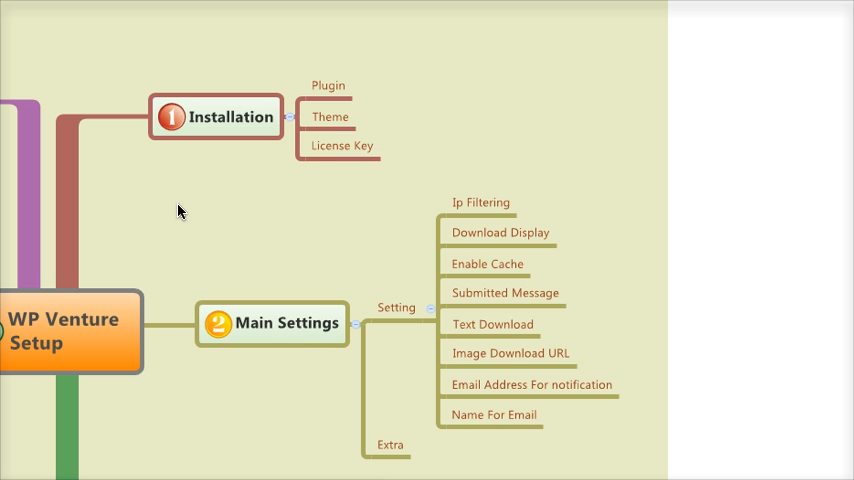 Plugin
1 Installation
Theme
License Key
Ip Filtering
Download Display
Enable Cache
Submitted Message
Setting
WP Venture
Setup
2 Main Settings
Text Download
Image Download URL
Email Address For notification
Name For Email
Extra